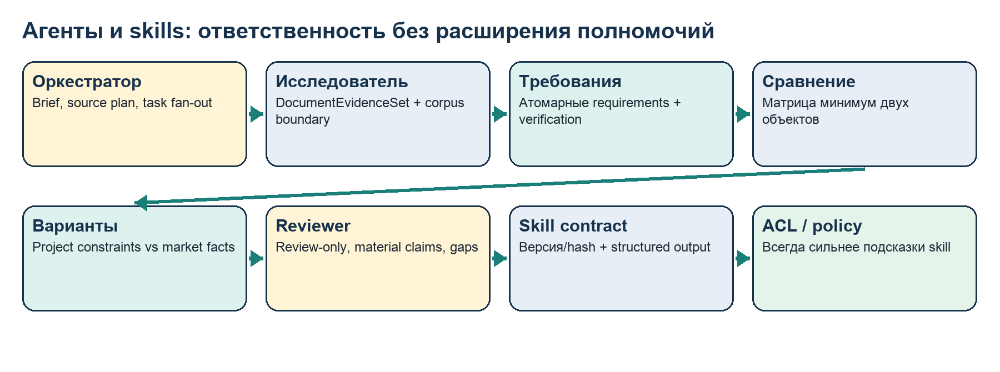 Агенты и skills: ответственность без расширения полномочий
Оркестратор
Brief, source plan, task fan-out
Исследователь
DocumentEvidenceSet + corpus
boundary
Требования
Атомарные requirements +
verification
Сравнение
Матрица минимум двух
объектов
Варианты
Project constraints vs market facts
Reviewer
Review-only, material claims, gaps
Skill contract
Версия/hash + structured output
ACL / policy
Всегда сильнее подсказки skill